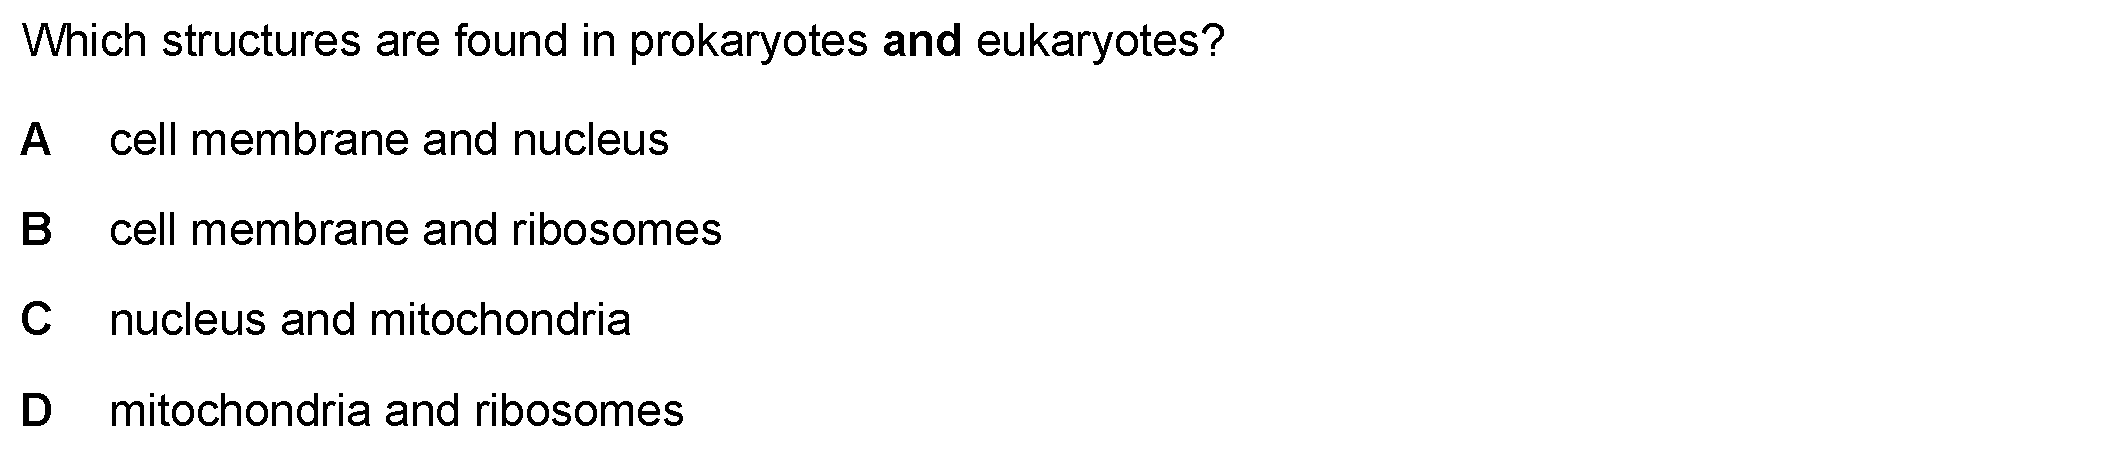 Which structures are found in prokaryotes and eukaryotes?
A cell membrane and nucleus
B cell membrane and ribosomes
C nucleus and mitochondria
D mitochondria and ribosomes